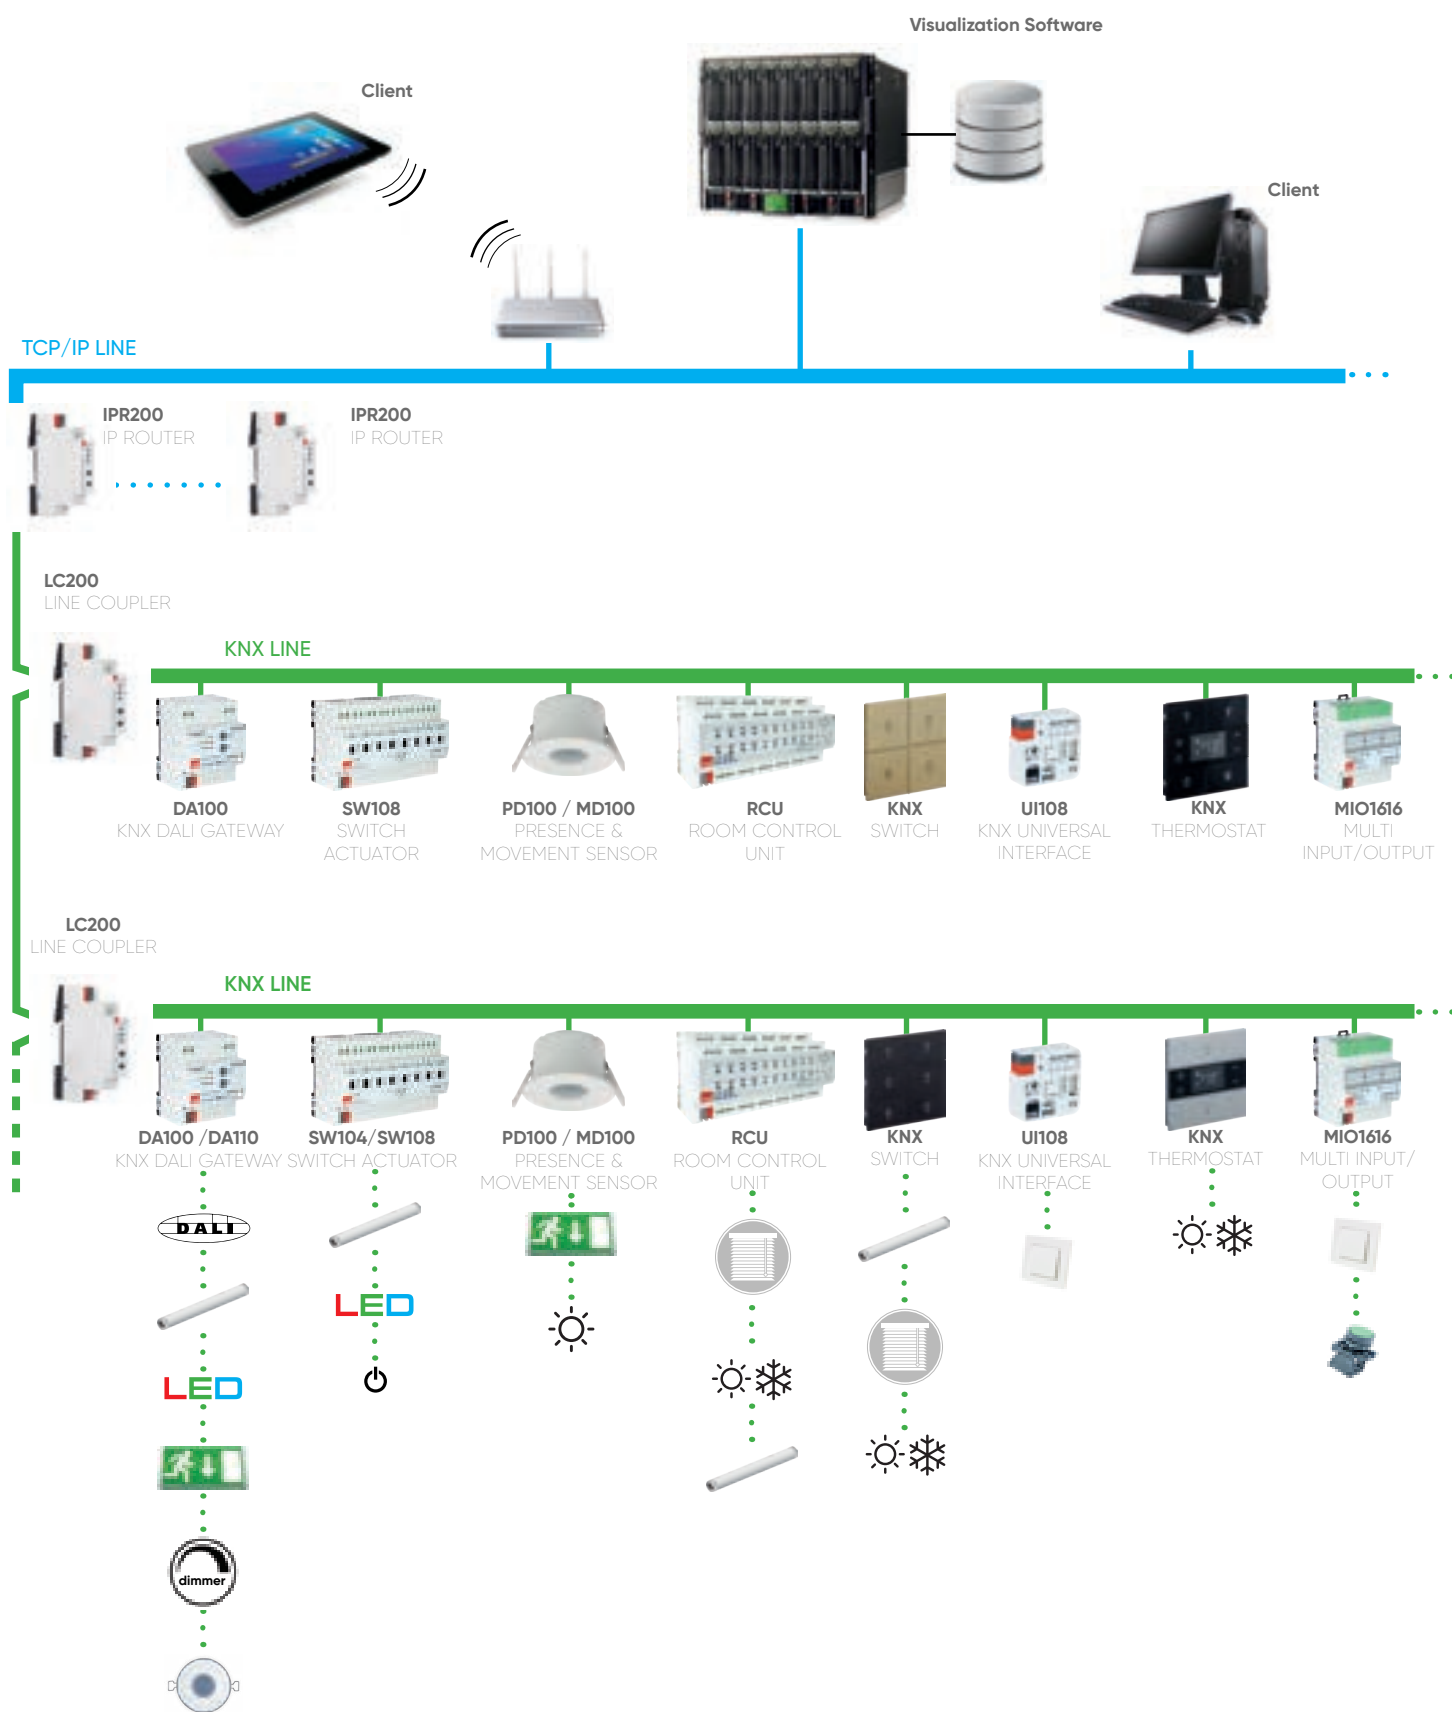 Visualization Software
Client
Client
TCP/IP LINE
IPR200
IP ROUTER
IPR200
IP ROUTER
LC200
LINE COUPLER
KNX LINE
DA100
KNX DALI GATEWAY
SW108
SWITCH
ACTUATOR
PD100 / MD100
PRESENCE &
MOVEMENT SENSOR
RCU
ROOM CONTROL
UNIT
KNX
SWITCH
UI108
KNX UNIVERSAL
INTERFACE
KNX
THERMOSTAT
MIO1616
MULTI
INPUT/OUTPUT
LC200
LINE COUPLER
KNX LINE
DA100 /DA110
KNX DALI GATEWAY
SW104/SW108
SWITCH ACTUATOR
PD100 / MD100
PRESENCE &
MOVEMENT SENSOR
RCU
ROOM CONTROL
UNIT
KNX
SWITCH
UI108
KNX UNIVERSAL
INTERFACE
KNX
THERMOSTAT
MIO1616
MULTI INPUT/
OUTPUT
DALI
LED
LED
dimmer